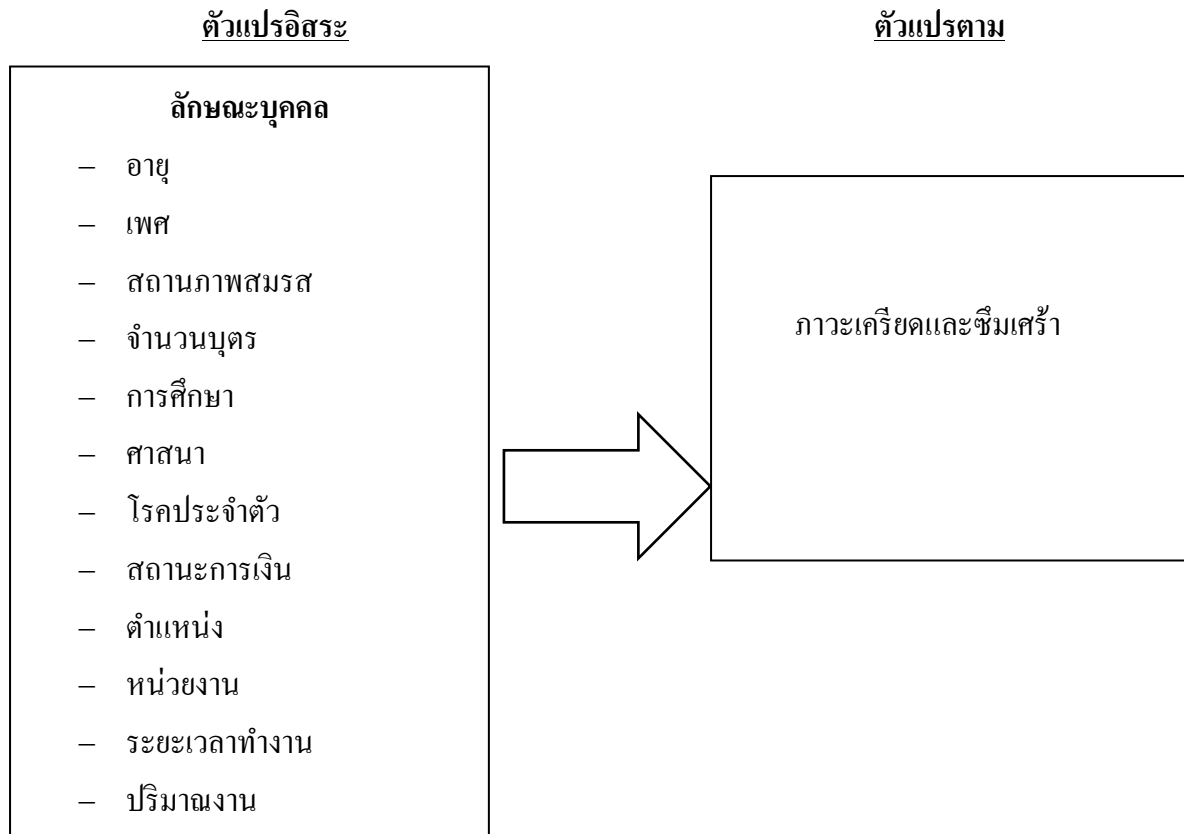 ตัวแปรอิสระ
ตัวแปรตาม
ลักษณะบุคคล
– อายุ
– เพศ
– สถานภาพสมรส
– จำนวนบุตร
– การศึกษา
– ศาสนา
– โรคประจำตัว
– สถานะการเงิน
– ตำแหน่ง
– หน่วยงาน
– ระยะเวลาทำงาน
– ปริมาณงาน
ภาวะเครียดและซึมเศร้า